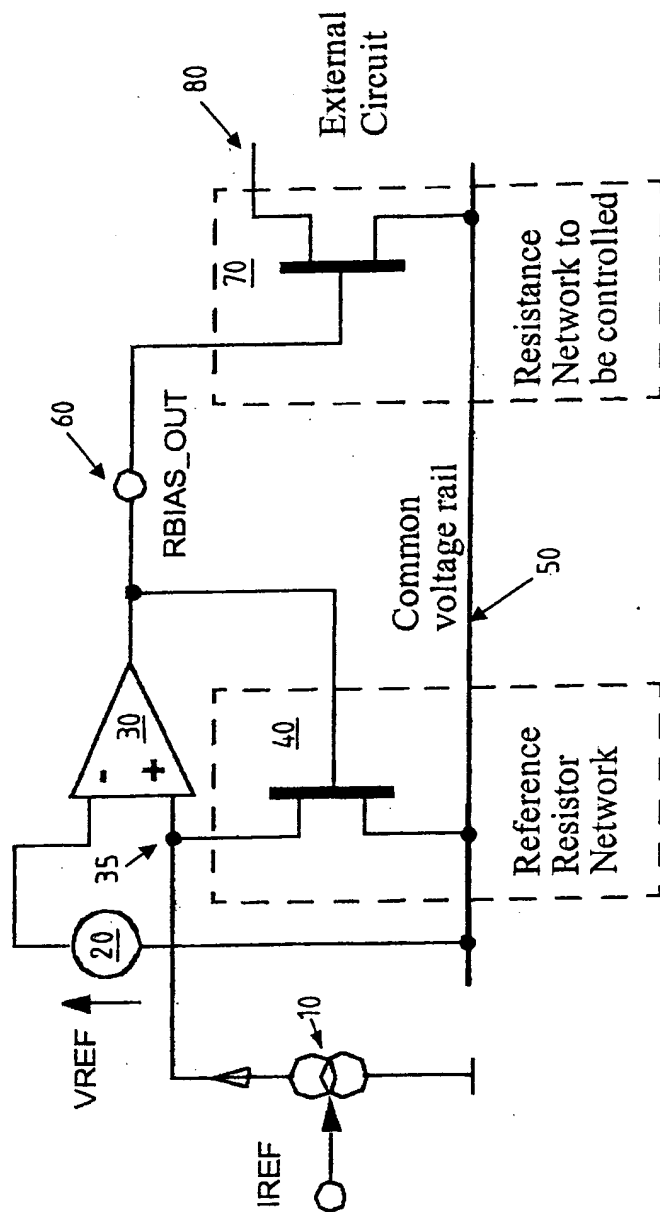 VREF
20
IREF
10
35
-
+
30
40
Reference
Resistor
Network
Common
voltage rail
50
60
RBIAS_OUT
70
80
External
Circuit
Resistance
Network to
be controlled